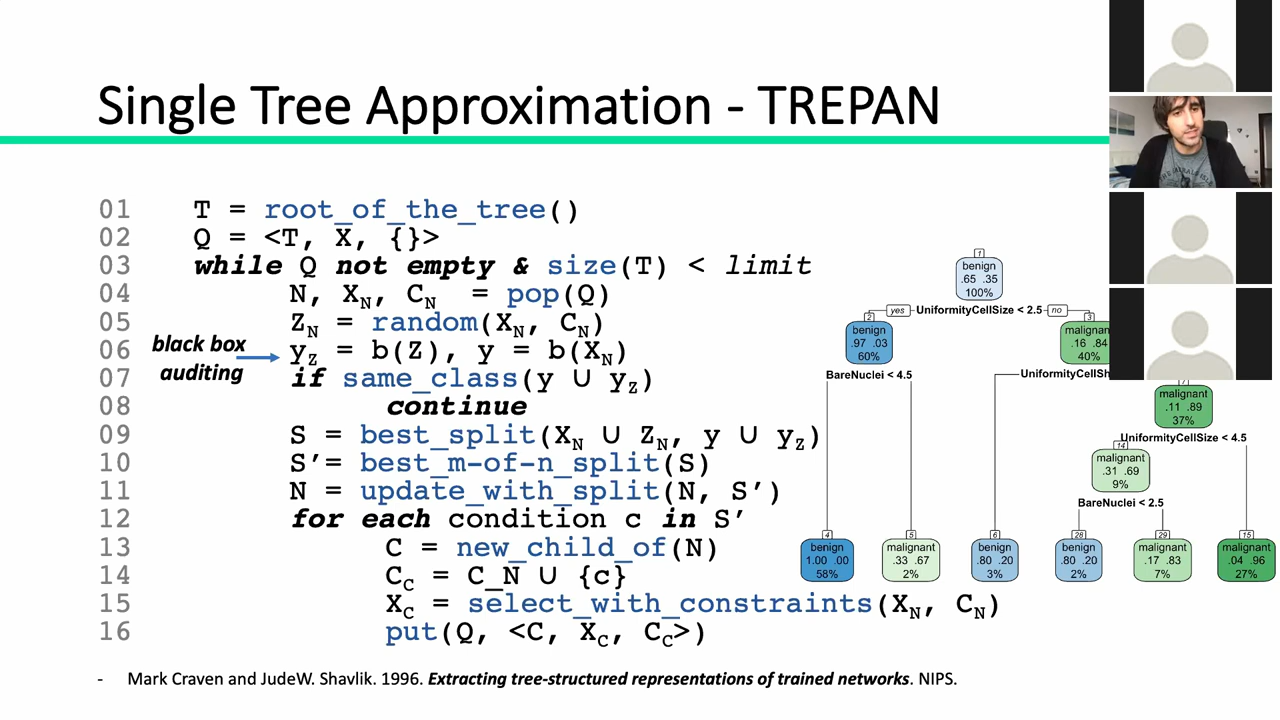 Single Tree Approximation - TREPAN
01 T = root_of_the_tree()
02 Q = <T, X, {}>
03 while Q not empty & size(T) < limit
04 N, X_N, C_N = pop(Q)
05 Z_N = random(X_N, C_N)
black box auditing
06 y_Z = b(Z), y = b(X_N)
07 if same_class(y ∪ y_Z)
08 continue
09 S = best_split(X_N ∪ Z_N, y ∪ y_Z)
10 S′= best_m-of-n_split(S)
11 N = update_with_split(N, S′)
12 for each condition c in S′
13 C = new_child_of(N)
14 C_C = C_N ∪ {c}
15 X_C = select_with_constraints(X_N, C_N)
16 put(Q, <C, X_C, C_C>)
1
benign
.65 .35
100%
yes UniformityCellSize < 2.5 no
2
benign
.97 .03
60%
3
malignan
.16 .84
40%
BareNuclei < 4.5
UniformityCellSh
malignant
.11 .89
37%
UniformityCellSize < 4.5
14
malignant
.31 .69
9%
BareNuclei < 2.5
4
benign
1.00 .00
58%
5
malignant
.33 .67
2%
6
benign
.80 .20
3%
28
benign
.80 .20
2%
29
malignant
.17 .83
7%
15
malignant
.04 .96
27%
- Mark Craven and JudeW. Shavlik. 1996. Extracting tree-structured representations of trained networks. NIPS.